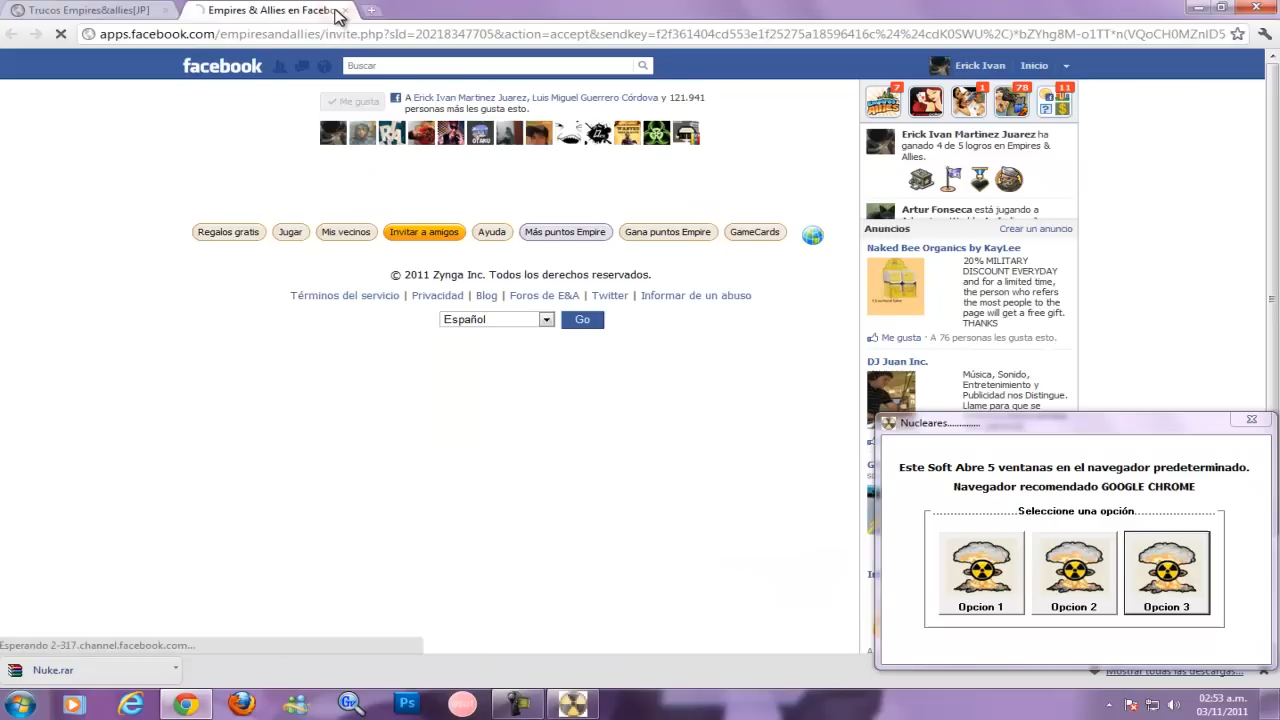 Trucos Empires&allies[JP]
Empires & Allies en Facebo
apps.facebook.com/empiresandallies/invite.php?sId=20218347705&action=accept&sendkey=f2f361404cd553e1f25275a18596416c%24%24cdK0SWU%2C)*bZYhg8M-o1TT*n(VQoCH0MZnID5
facebook
Buscar
Erick Ivan
Inicio
Me gusta
A Erick Ivan Martinez Juarez, Luis Miguel Guerrero Córdova y 121.941
personas más les gusta esto.
7
1
78
11
Erick Ivan Martinez Juarez ha
ganado 4 de 5 logros en Empires &
Allies.
Artur Fonseca está jugando a
Regalos gratis
Jugar
Mis vecinos
Invitar a amigos
Ayuda
Más puntos Empire
Gana puntos Empire
GameCards
© 2011 Zynga Inc. Todos los derechos reservados.
Términos del servicio | Privacidad | Blog | Foros de E&A | Twitter | Informar de un abuso
Español
Go
Anuncios
Crear un anuncio
Naked Bee Organics by KayLee
20% MILITARY
DISCOUNT EVERYDAY
and for a limited time,
the person who refers
the most people to the
page will get a free gift.
THANKS
Me gusta · A 76 personas les gusta esto.
DJ Juan Inc.
Música, Sonido,
Entretenimiento y
Publicidad nos Distingue.
Llame para que se
Nucleares..............
Este Soft Abre 5 ventanas en el navegador predeterminado.
Navegador recomendado GOOGLE CHROME
Seleccione una opción
Opcion 1
Opcion 2
Opcion 3
Esperando 2-317.channel.facebook.com...
Nuke.rar
Mostrar todas las descargas...
Ps
02:53 a.m.
03/11/2011